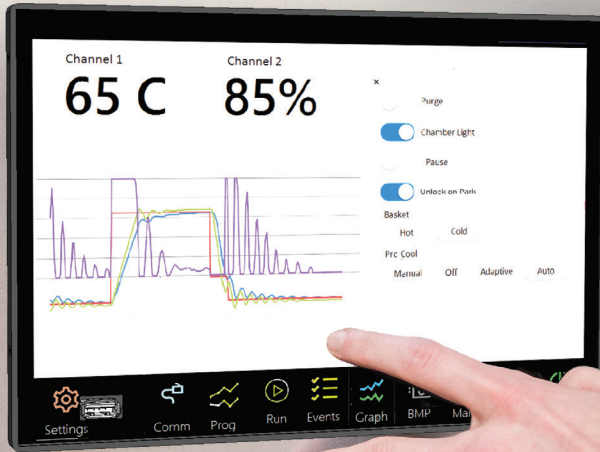 Channel 1
Channel 2
65 C
85%
×
Purge
Chamber Light
Pause
Unlock on Park
Basket
Hot Cold
Pre Cool
Manual Off Adaptive Auto
Settings Comm Prog Run Events Graph BMP